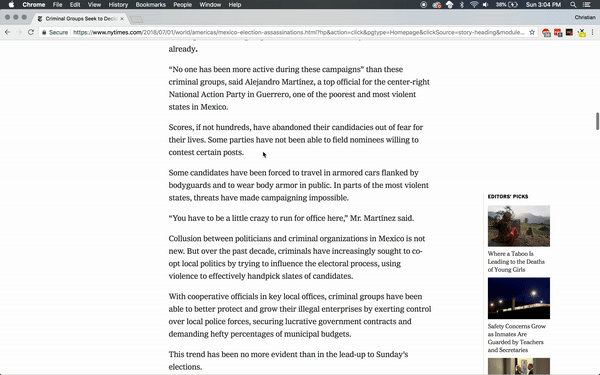 Chrome File Edit View History Bookmarks People Window Help 38% Sun 3:04 PM
Criminal Groups Seek to Decid
Christian
Secure https://www.nytimes.com/2018/07/01/world/americas/mexico-election-assassinations.html?hp&action=click&pgtype=Homepage&clickSource=story-heading&module...
already.
“No one has been more active during these campaigns” than these
criminal groups, said Alejandro Martínez, a top official for the center-right
National Action Party in Guerrero, one of the poorest and most violent
states in Mexico.
Scores, if not hundreds, have abandoned their candidacies out of fear for
their lives. Some parties have not been able to field nominees willing to
contest certain posts.
Some candidates have been forced to travel in armored cars flanked by
bodyguards and to wear body armor in public. In parts of the most violent
states, threats have made campaigning impossible.
“You have to be a little crazy to run for office here,” Mr. Martínez said.
Collusion between politicians and criminal organizations in Mexico is not
new. But over the past decade, criminals have increasingly sought to co-
opt local politics by trying to influence the electoral process, using
violence to effectively handpick slates of candidates.
With cooperative officials in key local offices, criminal groups have been
able to better protect and grow their illegal enterprises by exerting control
over local police forces, securing lucrative government contracts and
demanding hefty percentages of municipal budgets.
This trend has been no more evident than in the lead-up to Sunday’s
elections.
EDITORS’ PICKS
Where a Taboo Is
Leading to the Deaths
of Young Girls
Safety Concerns Grow
as Inmates Are
Guarded by Teachers
and Secretaries